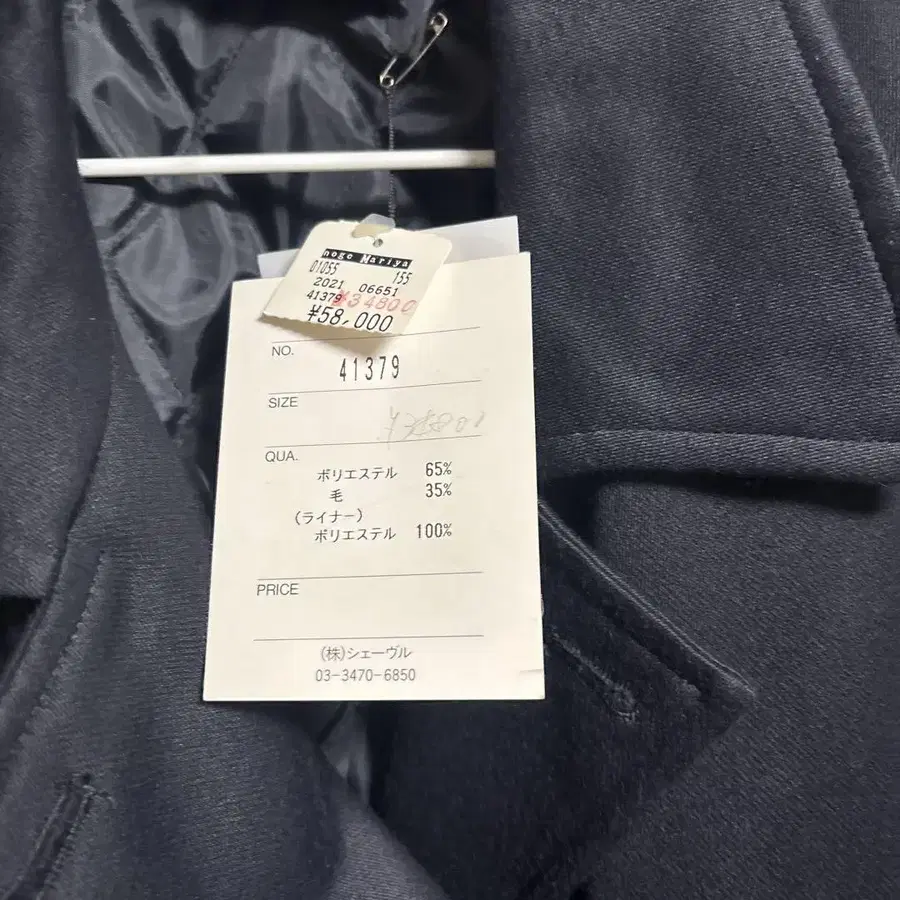 noge Mariya
01055 155
2021 06651
41379 ¥34800
¥58,000
NO.
41379
SIZE
QUA.
ポリエステル 65%
毛 35%
(ライナー)
ポリエステル 100%
PRICE
(株)シェーヴル
03-3470-6850